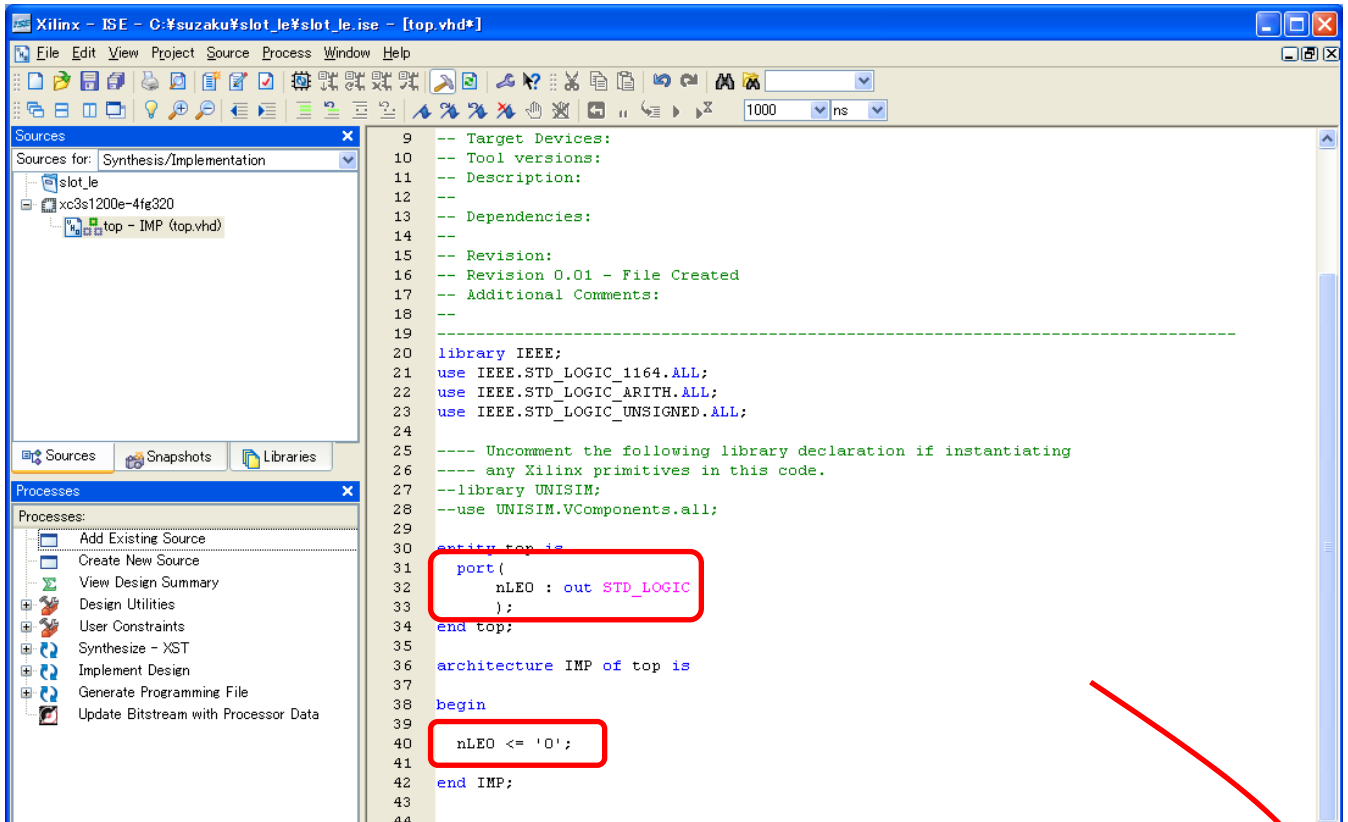 Xilinx - ISE - C:¥suzaku¥slot_le¥slot_le.ise - [top.vhd*]
File Edit View Project Source Process Window Help
1000 ns
Sources
Sources for: Synthesis/Implementation
slot_le
xc3s1200e-4fg320
top - IMP (top.vhd)
Sources Snapshots Libraries
Processes
Processes:
Add Existing Source
Create New Source
View Design Summary
Design Utilities
User Constraints
Synthesize - XST
Implement Design
Generate Programming File
Update Bitstream with Processor Data
9 -- Target Devices:
10 -- Tool versions:
11 -- Description:
12 --
13 -- Dependencies:
14 --
15 -- Revision:
16 -- Revision 0.01 - File Created
17 -- Additional Comments:
18 --
19 ----------------------------------------------------------------------------------
20 library IEEE;
21 use IEEE.STD_LOGIC_1164.ALL;
22 use IEEE.STD_LOGIC_ARITH.ALL;
23 use IEEE.STD_LOGIC_UNSIGNED.ALL;
24
25 ---- Uncomment the following library declaration if instantiating
26 ---- any Xilinx primitives in this code.
27 --library UNISIM;
28 --use UNISIM.VComponents.all;
29
30 entity top is
31 port(
32 nLE0 : out STD_LOGIC
33 );
34 end top;
35
36 architecture IMP of top is
37
38 begin
39
40 nLE0 <= '0';
41
42 end IMP;
43
44